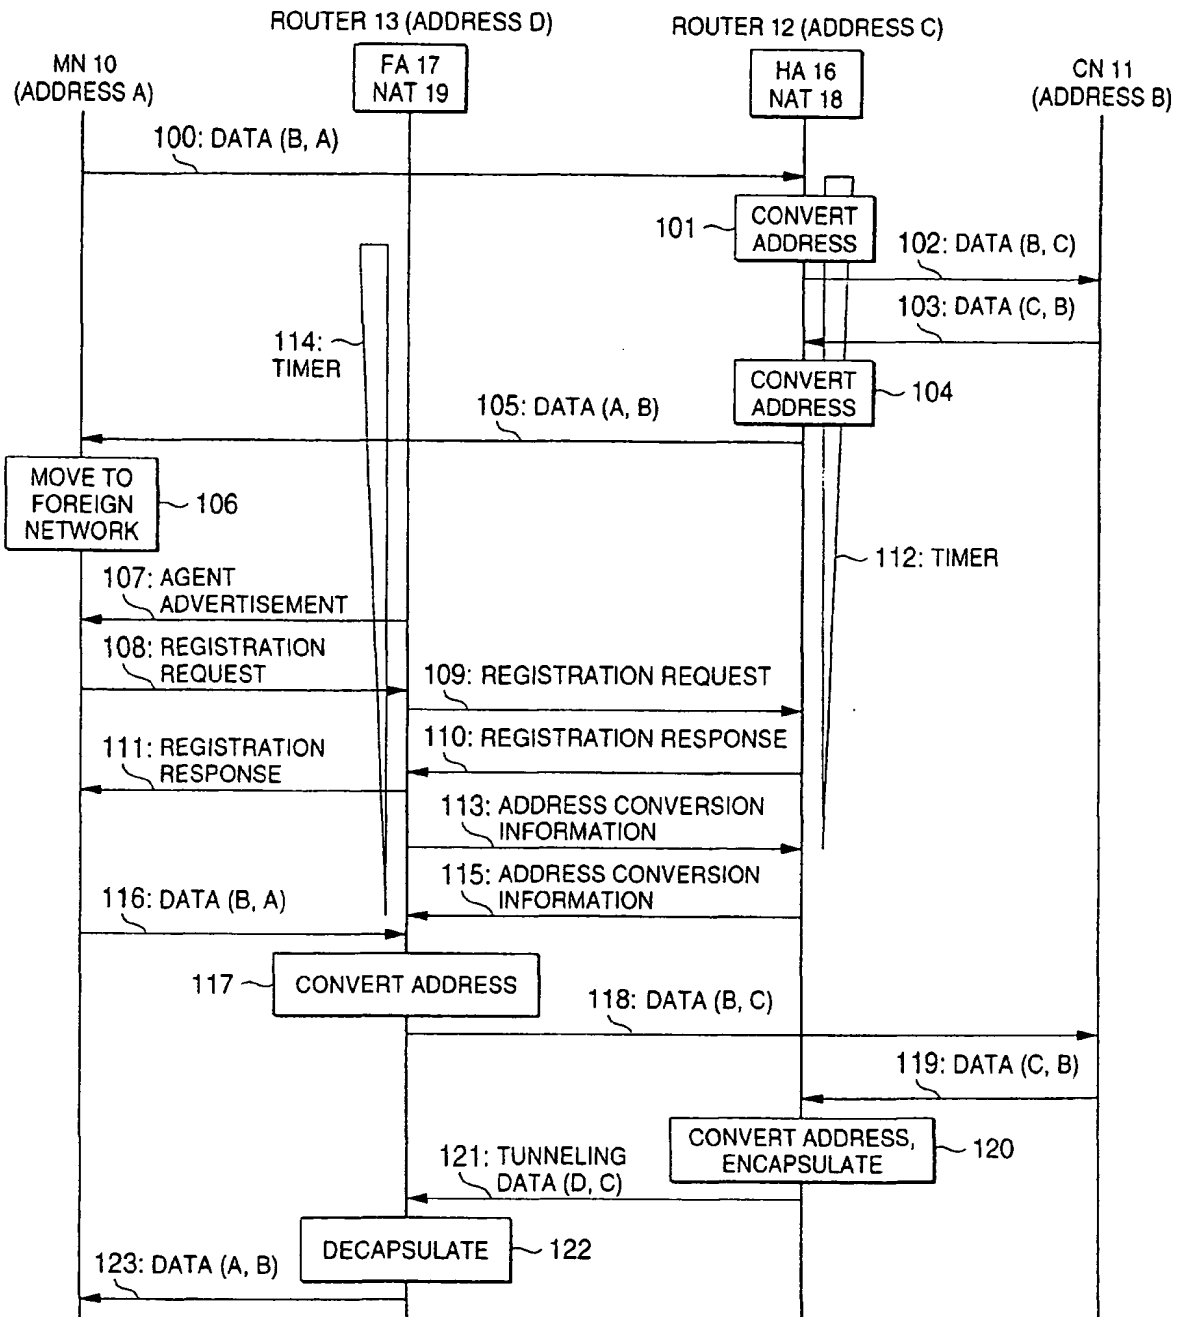 ROUTER 13 (ADDRESS D)
ROUTER 12 (ADDRESS C)
MN 10
(ADDRESS A)
FA 17
NAT 19
HA 16
NAT 18
CN 11
(ADDRESS B)
100: DATA (B, A)
CONVERT
ADDRESS
101
102: DATA (B, C)
103: DATA (C, B)
114:
TIMER
CONVERT
ADDRESS
104
105: DATA (A, B)
MOVE TO
FOREIGN
NETWORK
106
112: TIMER
107: AGENT
ADVERTISEMENT
108: REGISTRATION
REQUEST
109: REGISTRATION REQUEST
110: REGISTRATION RESPONSE
111: REGISTRATION
RESPONSE
113: ADDRESS CONVERSION
INFORMATION
115: ADDRESS CONVERSION
INFORMATION
116: DATA (B, A)
117
CONVERT ADDRESS
118: DATA (B, C)
119: DATA (C, B)
CONVERT ADDRESS,
ENCAPSULATE
120
121: TUNNELING
DATA (D, C)
DECAPSULATE
122
123: DATA (A, B)